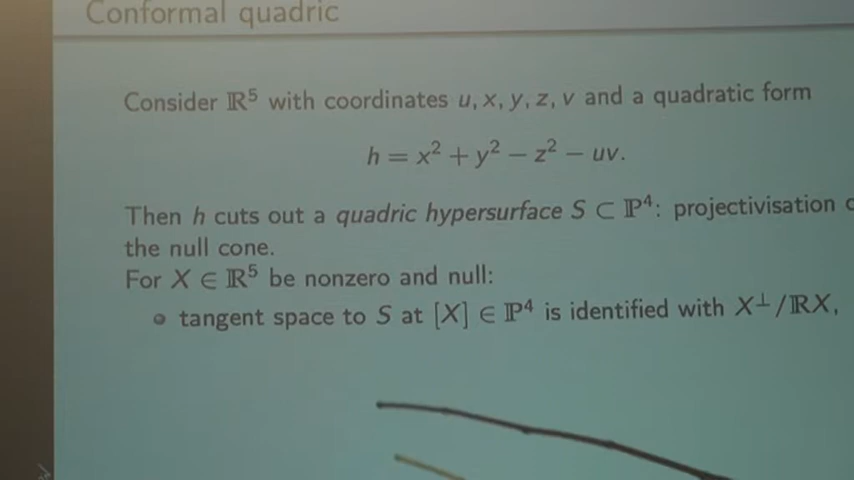 Conformal quadric
Consider ℝ⁵ with coordinates u, x, y, z, v and a quadratic form
h = x² + y² − z² − uv.
Then h cuts out a quadric hypersurface S ⊂ ℙ⁴: projectivisation
the null cone.
For X ∈ ℝ⁵ be nonzero and null:
tangent space to S at [X] ∈ ℙ⁴ is identified with X^⊥/ℝX,